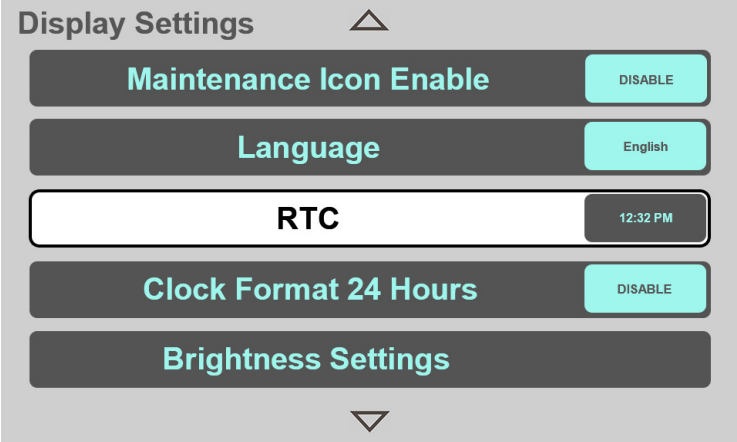 Display Settings
Maintenance Icon Enable DISABLE
Language English
RTC 12:32 PM
Clock Format 24 Hours DISABLE
Brightness Settings